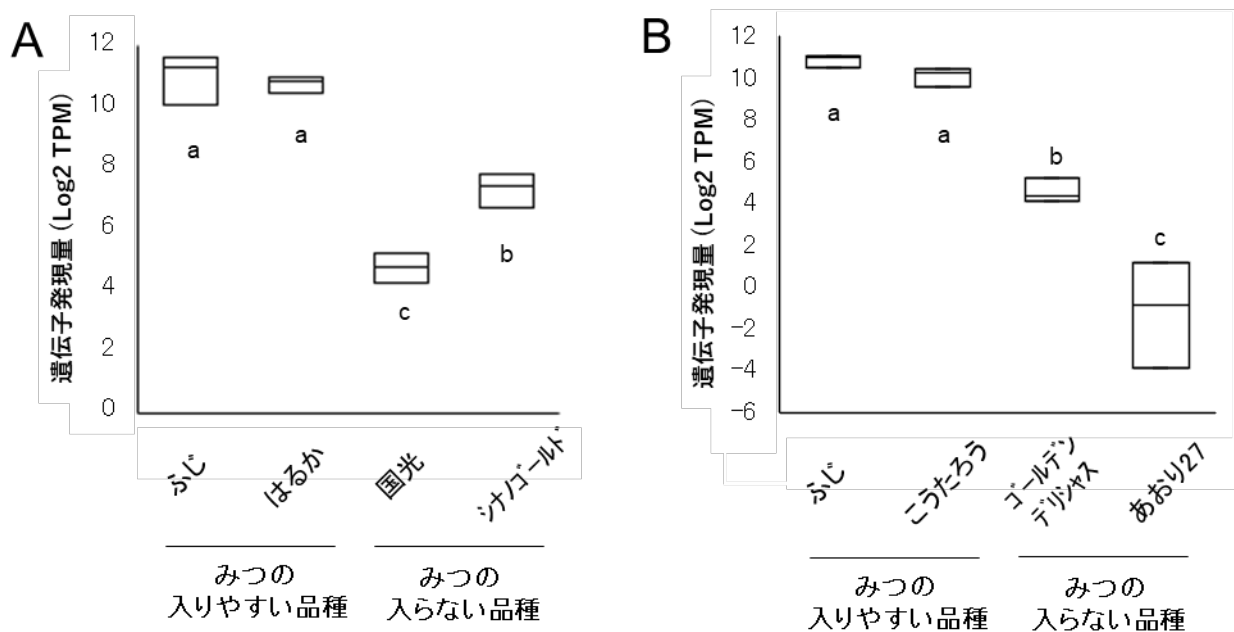 A
遺伝子発現量 (Log2 TPM)
12
10
8
6
4
2
0
a
a
c
b
ふじ
はるか
国光
シナノゴールド
みつの
入りやすい品種
みつの
入らない品種
B
遺伝子発現量 (Log2 TPM)
12
10
8
6
4
2
0
−2
−4
−6
a
a
b
c
ふじ
こうたろう
ゴールデン
デリシャス
あおり27
みつの
入りやすい品種
みつの
入らない品種